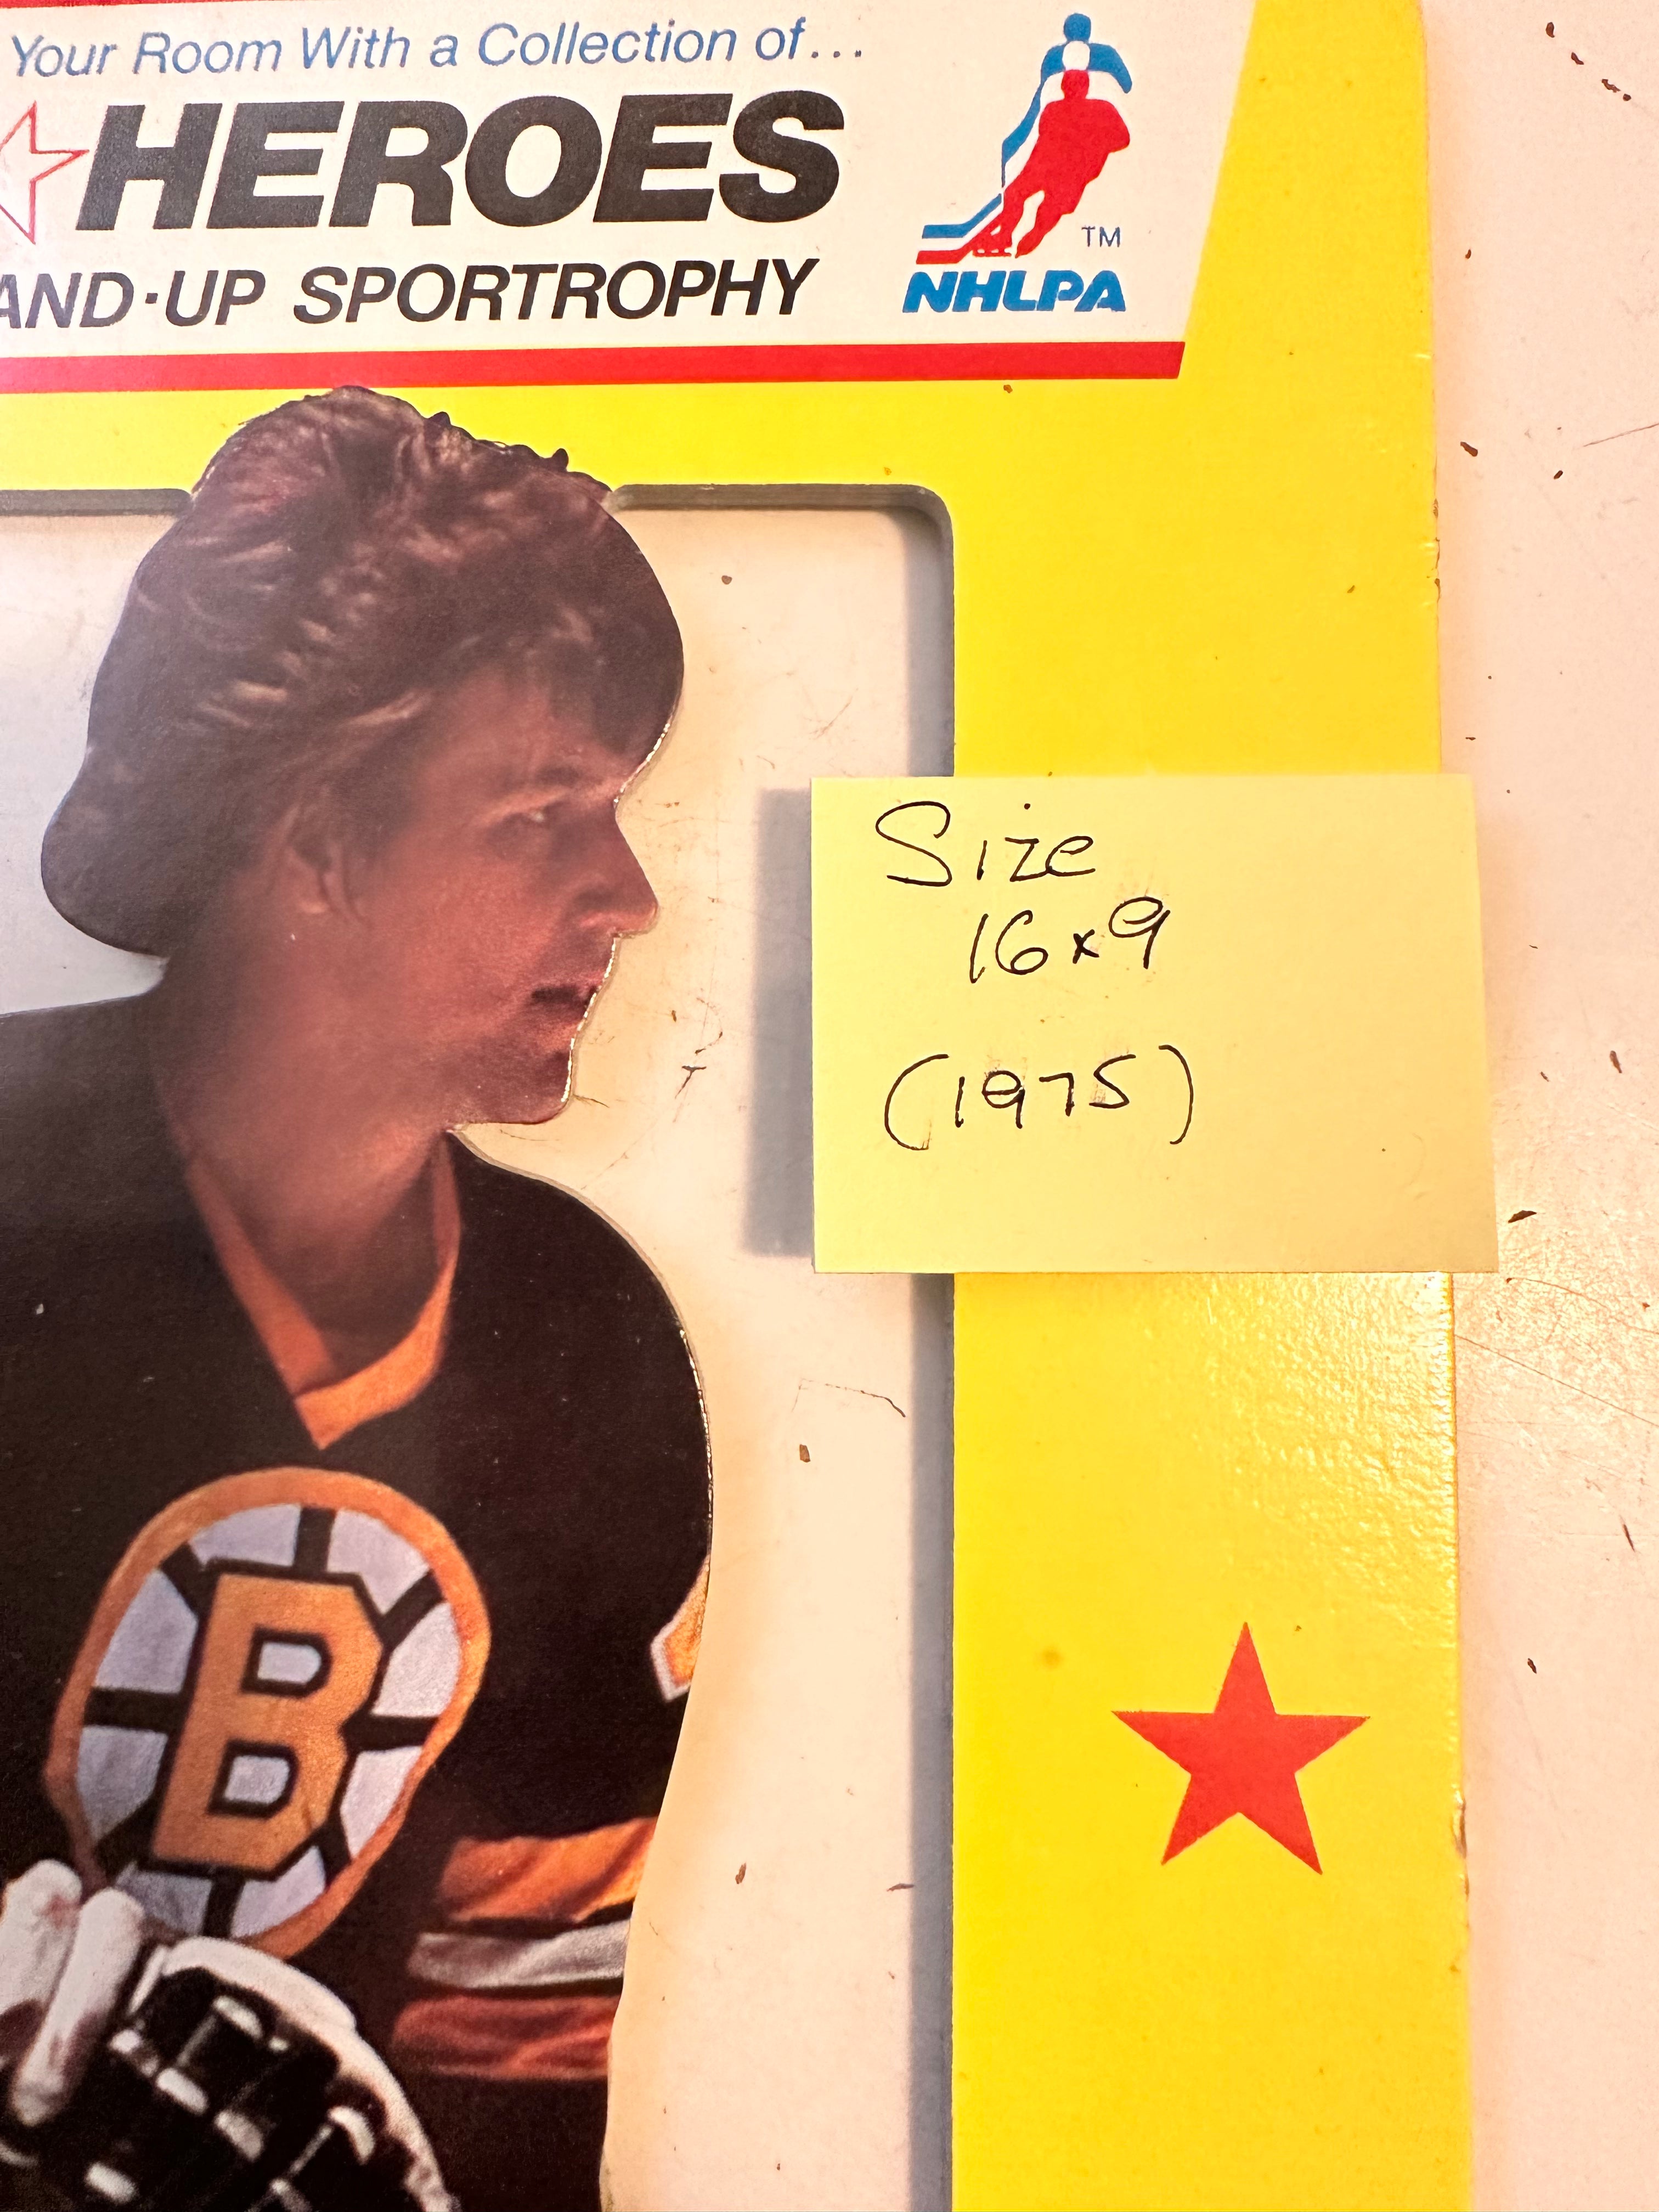 Your Room With a Collection of...
HEROES
AND-UP SPORTROPHY
TM
NHLPA
Size
16x9
(1975)
B